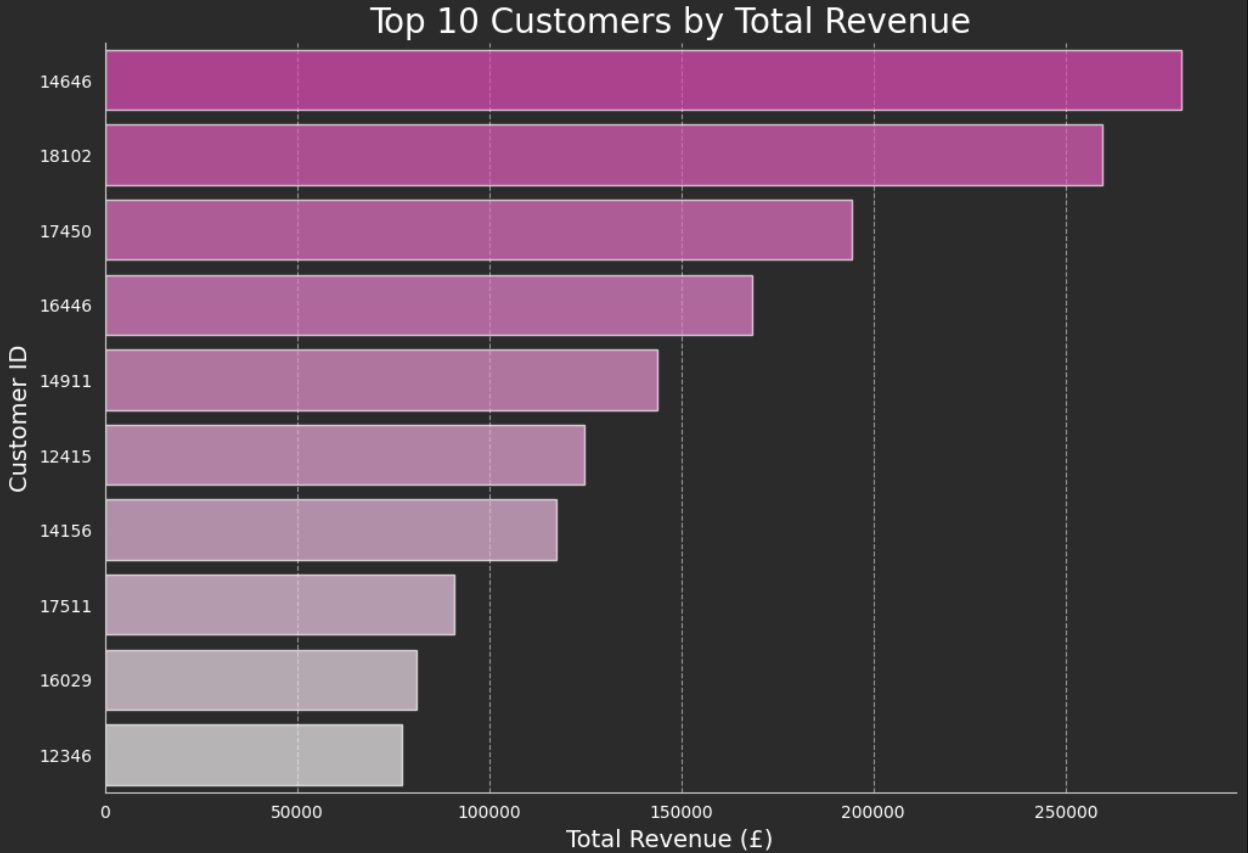 Top 10 Customers by Total Revenue
14646
18102
17450
16446
14911
12415
14156
17511
16029
12346
Customer ID
0 50000 100000 150000 200000 250000
Total Revenue (£)